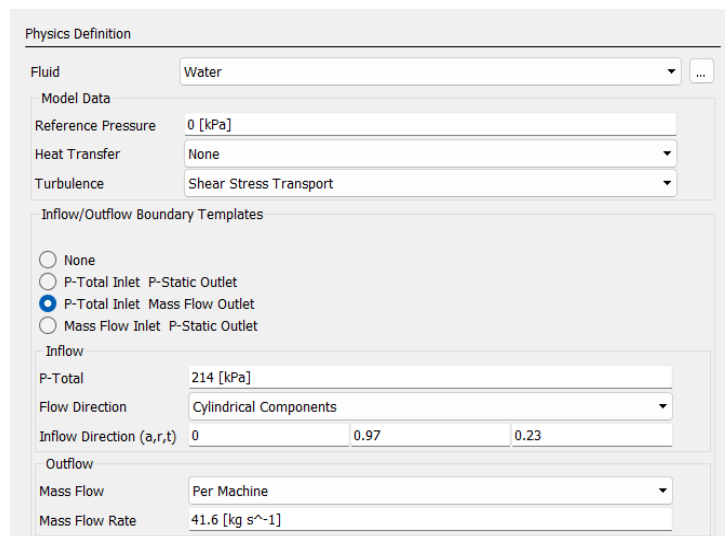 Physics Definition
Fluid Water ...
Model Data
Reference Pressure 0 [kPa]
Heat Transfer None
Turbulence Shear Stress Transport
Inflow/Outflow Boundary Templates
None
P-Total Inlet P-Static Outlet
P-Total Inlet Mass Flow Outlet
Mass Flow Inlet P-Static Outlet
Inflow
P-Total 214 [kPa]
Flow Direction Cylindrical Components
Inflow Direction (a,r,t) 0 0.97 0.23
Outflow
Mass Flow Per Machine
Mass Flow Rate 41.6 [kg s^-1]